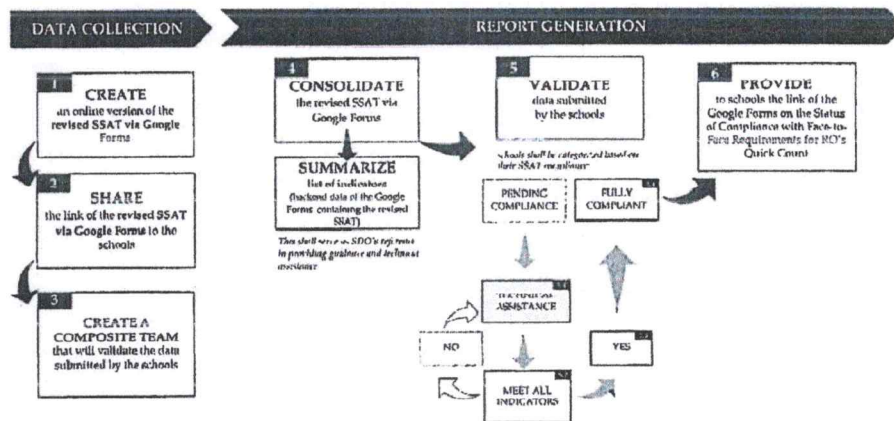 DATA COLLECTION
REPORT GENERATION
1
CREATE
an online version of the
revised SSAT via Google
Forms
2
SHARE
the link of the revised SSAT
via Google Forms to the
schools
3
CREATE A
COMPOSITE TEAM
that will validate the data
submitted by the schools
4
CONSOLIDATE
the revised SSAT via
Google Forms
SUMMARIZE
list of indicators
(backend data of the Google
Forms containing the revised
SSAT)
This shall serve as SDO's reference
in providing guidance and technical
assistance
5
VALIDATE
data submitted
by the schools
schools shall be categorized based on
their SSAT compliance
PENDING
COMPLIANCE
FULLY
COMPLIANT
TECHNICAL
ASSISTANCE
NO
YES
MEET ALL
INDICATORS
6
PROVIDE
to schools the link of the
Google Forms on the Status
of Compliance with Face-to-
Face Requirements for RO's
Quick Count